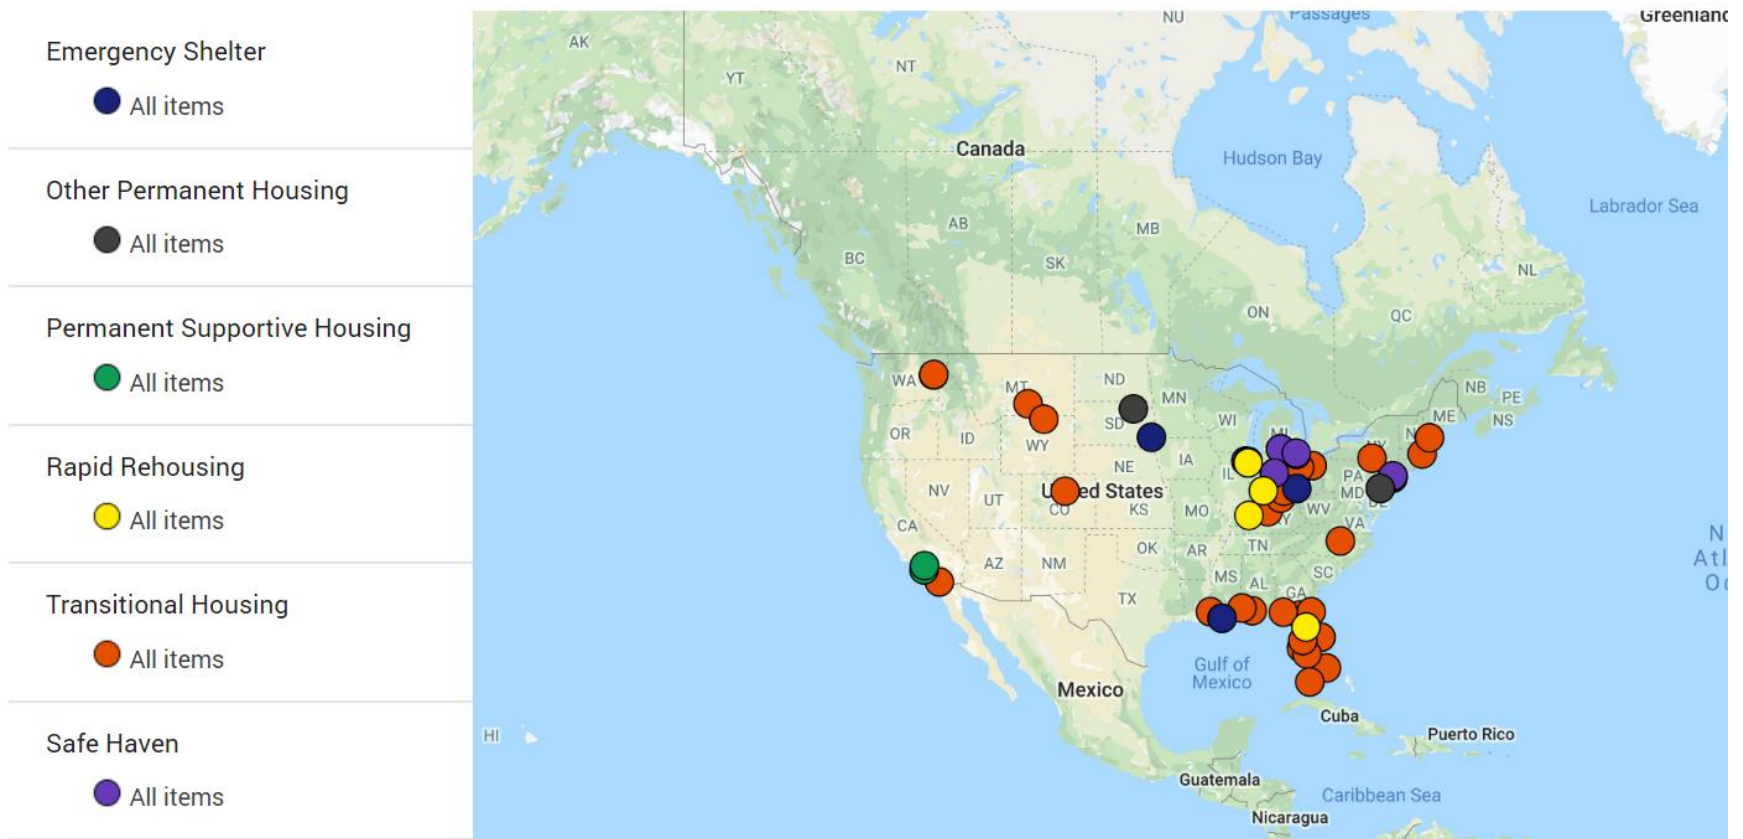 Emergency Shelter
All items
Other Permanent Housing
All items
Permanent Supportive Housing
All items
Rapid Rehousing
All items
Transitional Housing
All items
Safe Haven
All items
NU
Passages
Greenland
AK
NT
YT
Canada
Hudson Bay
Labrador Sea
AB
MB
BC
SK
NL
ON
QC
WA
MT
ND
MN
NB
PE
NS
ME
OR
ID
SD
WI
MI
NY
WY
IA
NE
IL
PA
MD
DE
NV
UT
CO
United States
KS
MO
KY
WV
VA
CA
AZ
NM
OK
AR
TN
SC
MS
AL
GA
TX
Gulf of
Mexico
Mexico
Cuba
Puerto Rico
HI
Guatemala
Caribbean Sea
Nicaragua